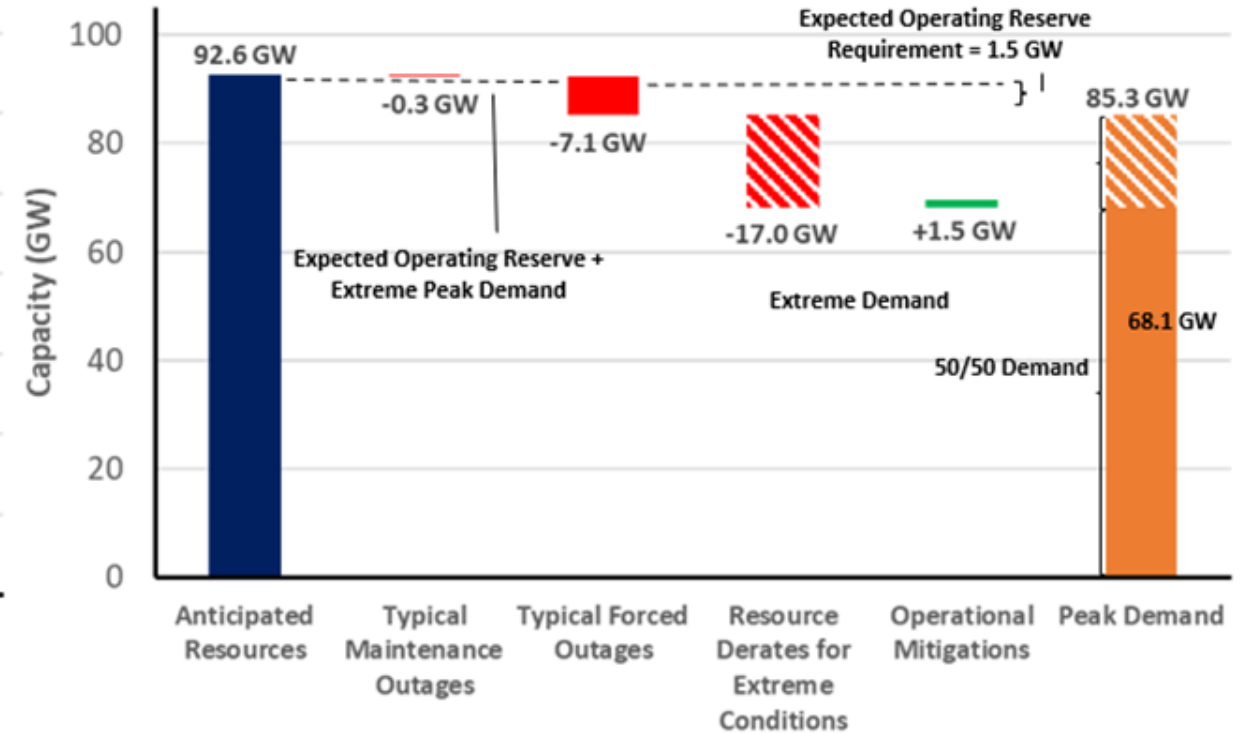 Expected Operating Reserve
Requirement = 1.5 GW
100
92.6 GW
-0.3 GW
-7.1 GW
85.3 GW
80
-17.0 GW
+1.5 GW
60
Expected Operating Reserve +
Extreme Peak Demand
Extreme Demand
68.1 GW
50/50 Demand
40
20
0
Capacity (GW)
Anticipated
Resources
Typical
Maintenance
Outages
Typical Forced
Outages
Resource
Derates for
Extreme
Conditions
Operational
Mitigations
Peak Demand